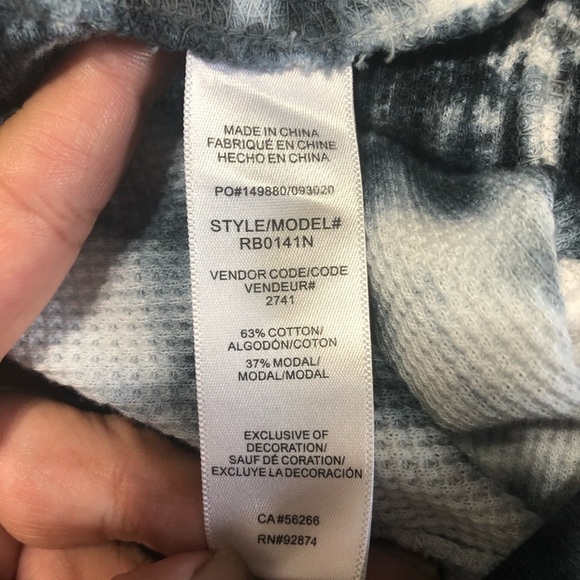 MADE IN CHINA
FABRIQUÉ EN CHINE
HECHO EN CHINA
PO#149880/093020
STYLE/MODEL#
RB0141N
VENDOR CODE/CODE
VENDEUR#
2741
63% COTTON/
ALGODÓN/COTON
37% MODAL/
MODAL/MODAL
EXCLUSIVE OF
DECORATION/
SAUF DÉ CORATION/
EXCLUYE LA DECORACIÓN
CA#56266
RN#92874